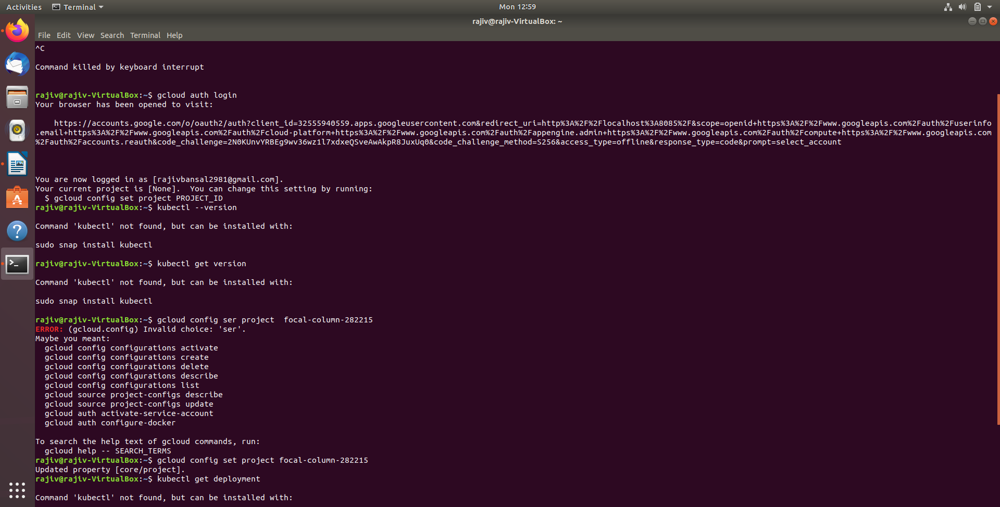 Activities Terminal Mon 12:59
rajiv@rajiv-VirtualBox: ~
File Edit View Search Terminal Help
^C
Command killed by keyboard interrupt
rajiv@rajiv-VirtualBox:~$ gcloud auth login
Your browser has been opened to visit:
https://accounts.google.com/o/oauth2/auth?client_id=32555940559.apps.googleusercontent.com&redirect_uri=http%3A%2F%2Flocalhost%3A8085%2F&scope=openid+https%3A%2F%2Fwww.googleapis.com%2Fauth%2Fuserinfo
.email+https%3A%2F%2Fwww.googleapis.com%2Fauth%2Fcloud-platform+https%3A%2F%2Fwww.googleapis.com%2Fauth%2Fappengine.admin+https%3A%2F%2Fwww.googleapis.com%2Fauth%2Fcompute+https%3A%2F%2Fwww.googleapis.com
%2Fauth%2Faccounts.reauth&code_challenge=2N0KUnvYRBEg9wv36wz1l7xdxeQSveAwAkpR8JuxUq0&code_challenge_method=S256&access_type=offline&response_type=code&prompt=select_account
You are now logged in as [rajivbansal2981@gmail.com].
Your current project is [None].  You can change this setting by running:
$ gcloud config set project PROJECT_ID
rajiv@rajiv-VirtualBox:~$ kubectl --version
Command 'kubectl' not found, but can be installed with:
sudo snap install kubectl
rajiv@rajiv-VirtualBox:~$ kubectl get version
Command 'kubectl' not found, but can be installed with:
sudo snap install kubectl
rajiv@rajiv-VirtualBox:~$ gcloud config ser project  focal-column-282215
ERROR: (gcloud.config) Invalid choice: 'ser'.
Maybe you meant:
gcloud config configurations activate
gcloud config configurations create
gcloud config configurations delete
gcloud config configurations describe
gcloud config configurations list
gcloud source project-configs describe
gcloud source project-configs update
gcloud auth activate-service-account
gcloud auth configure-docker
To search the help text of gcloud commands, run:
gcloud help -- SEARCH_TERMS
rajiv@rajiv-VirtualBox:~$ gcloud config set project focal-column-282215
Updated property [core/project].
rajiv@rajiv-VirtualBox:~$ kubectl get deployment
Command 'kubectl' not found, but can be installed with: